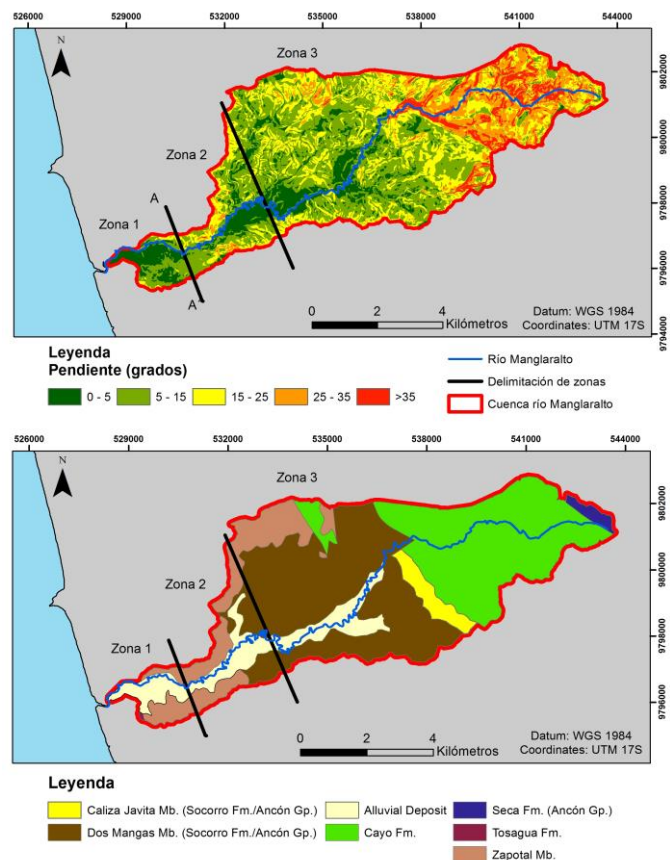 526000 529000 532000 535000 538000 541000 544000
N
Zona 3
9802000
Zona 2
9800000
A
9798000
Zona 1
9796000
A'
0 2 4
Kilómetros
Datum: WGS 1984
Coordinates: UTM 17S
9794000
Leyenda
Pendiente (grados)
0 - 5 5 - 15 15 - 25 25 - 35 >35
Río Manglaralto
Delimitación de zonas
Cuenca río Manglaralto
526000 529000 532000 535000 538000 541000 544000
N
Zona 3
9802000
9800000
Zona 2
9798000
Zona 1
9796000
0 2 4
Kilómetros
Datum: WGS 1984
Coordinates: UTM 17S
Leyenda
Caliza Javita Mb. (Socorro Fm./Ancón Gp.) Alluvial Deposit Seca Fm. (Ancón Gp.)
Dos Mangas Mb. (Socorro Fm./Ancón Gp.) Cayo Fm. Tosagua Fm.
Zapotal Mb.